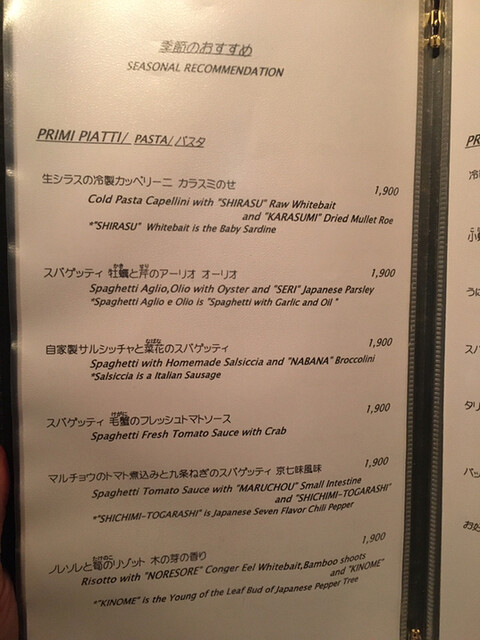 季節のおすすめ
SEASONAL RECOMMENDATION
PRIMI PIATTI/ PASTA/パスタ
生シラスの冷製カッペリーニ カラスミのせ
1,900
Cold Pasta Capellini with "SHIRASU" Raw Whitebait
and "KARASUMI" Dried Mullet Roe
*"SHIRASU" Whitebait is the Baby Sardine
スパゲッティ 牡蠣と芹のアーリオ オーリオ
1,900
Spaghetti Aglio,Olio with Oyster and "SERI" Japanese Parsley
*Spaghetti Aglio e Olio is "Spaghetti with Garlic and Oil "
自家製サルシッチャと菜花のスパゲッティ
1,900
Spaghetti with Homemade Salsiccia and "NABANA" Broccolini
*Salsiccia is a Italian Sausage
スパゲッティ 毛蟹のフレッシュトマトソース
1,900
Spaghetti Fresh Tomato Sauce with Crab
マルチョウのトマト煮込みと九条ねぎのスパゲッティ 京七味風味
1,900
Spaghetti Tomato Sauce with "MARUCHOU" Small Intestine
and "SHICHIMI-TOGARASHI"
*"SHICHIMI-TOGARASHI" is Japanese Seven Flavor Chili Pepper
ノレソレと筍のリゾット 木の芽の香り
1,900
Risotto with "NORESORE" Conger Eel Whitebait,Bamboo shoots
and "KINOME"
*"KINOME" is the Young of the Leaf Bud of Japanese Pepper Tree